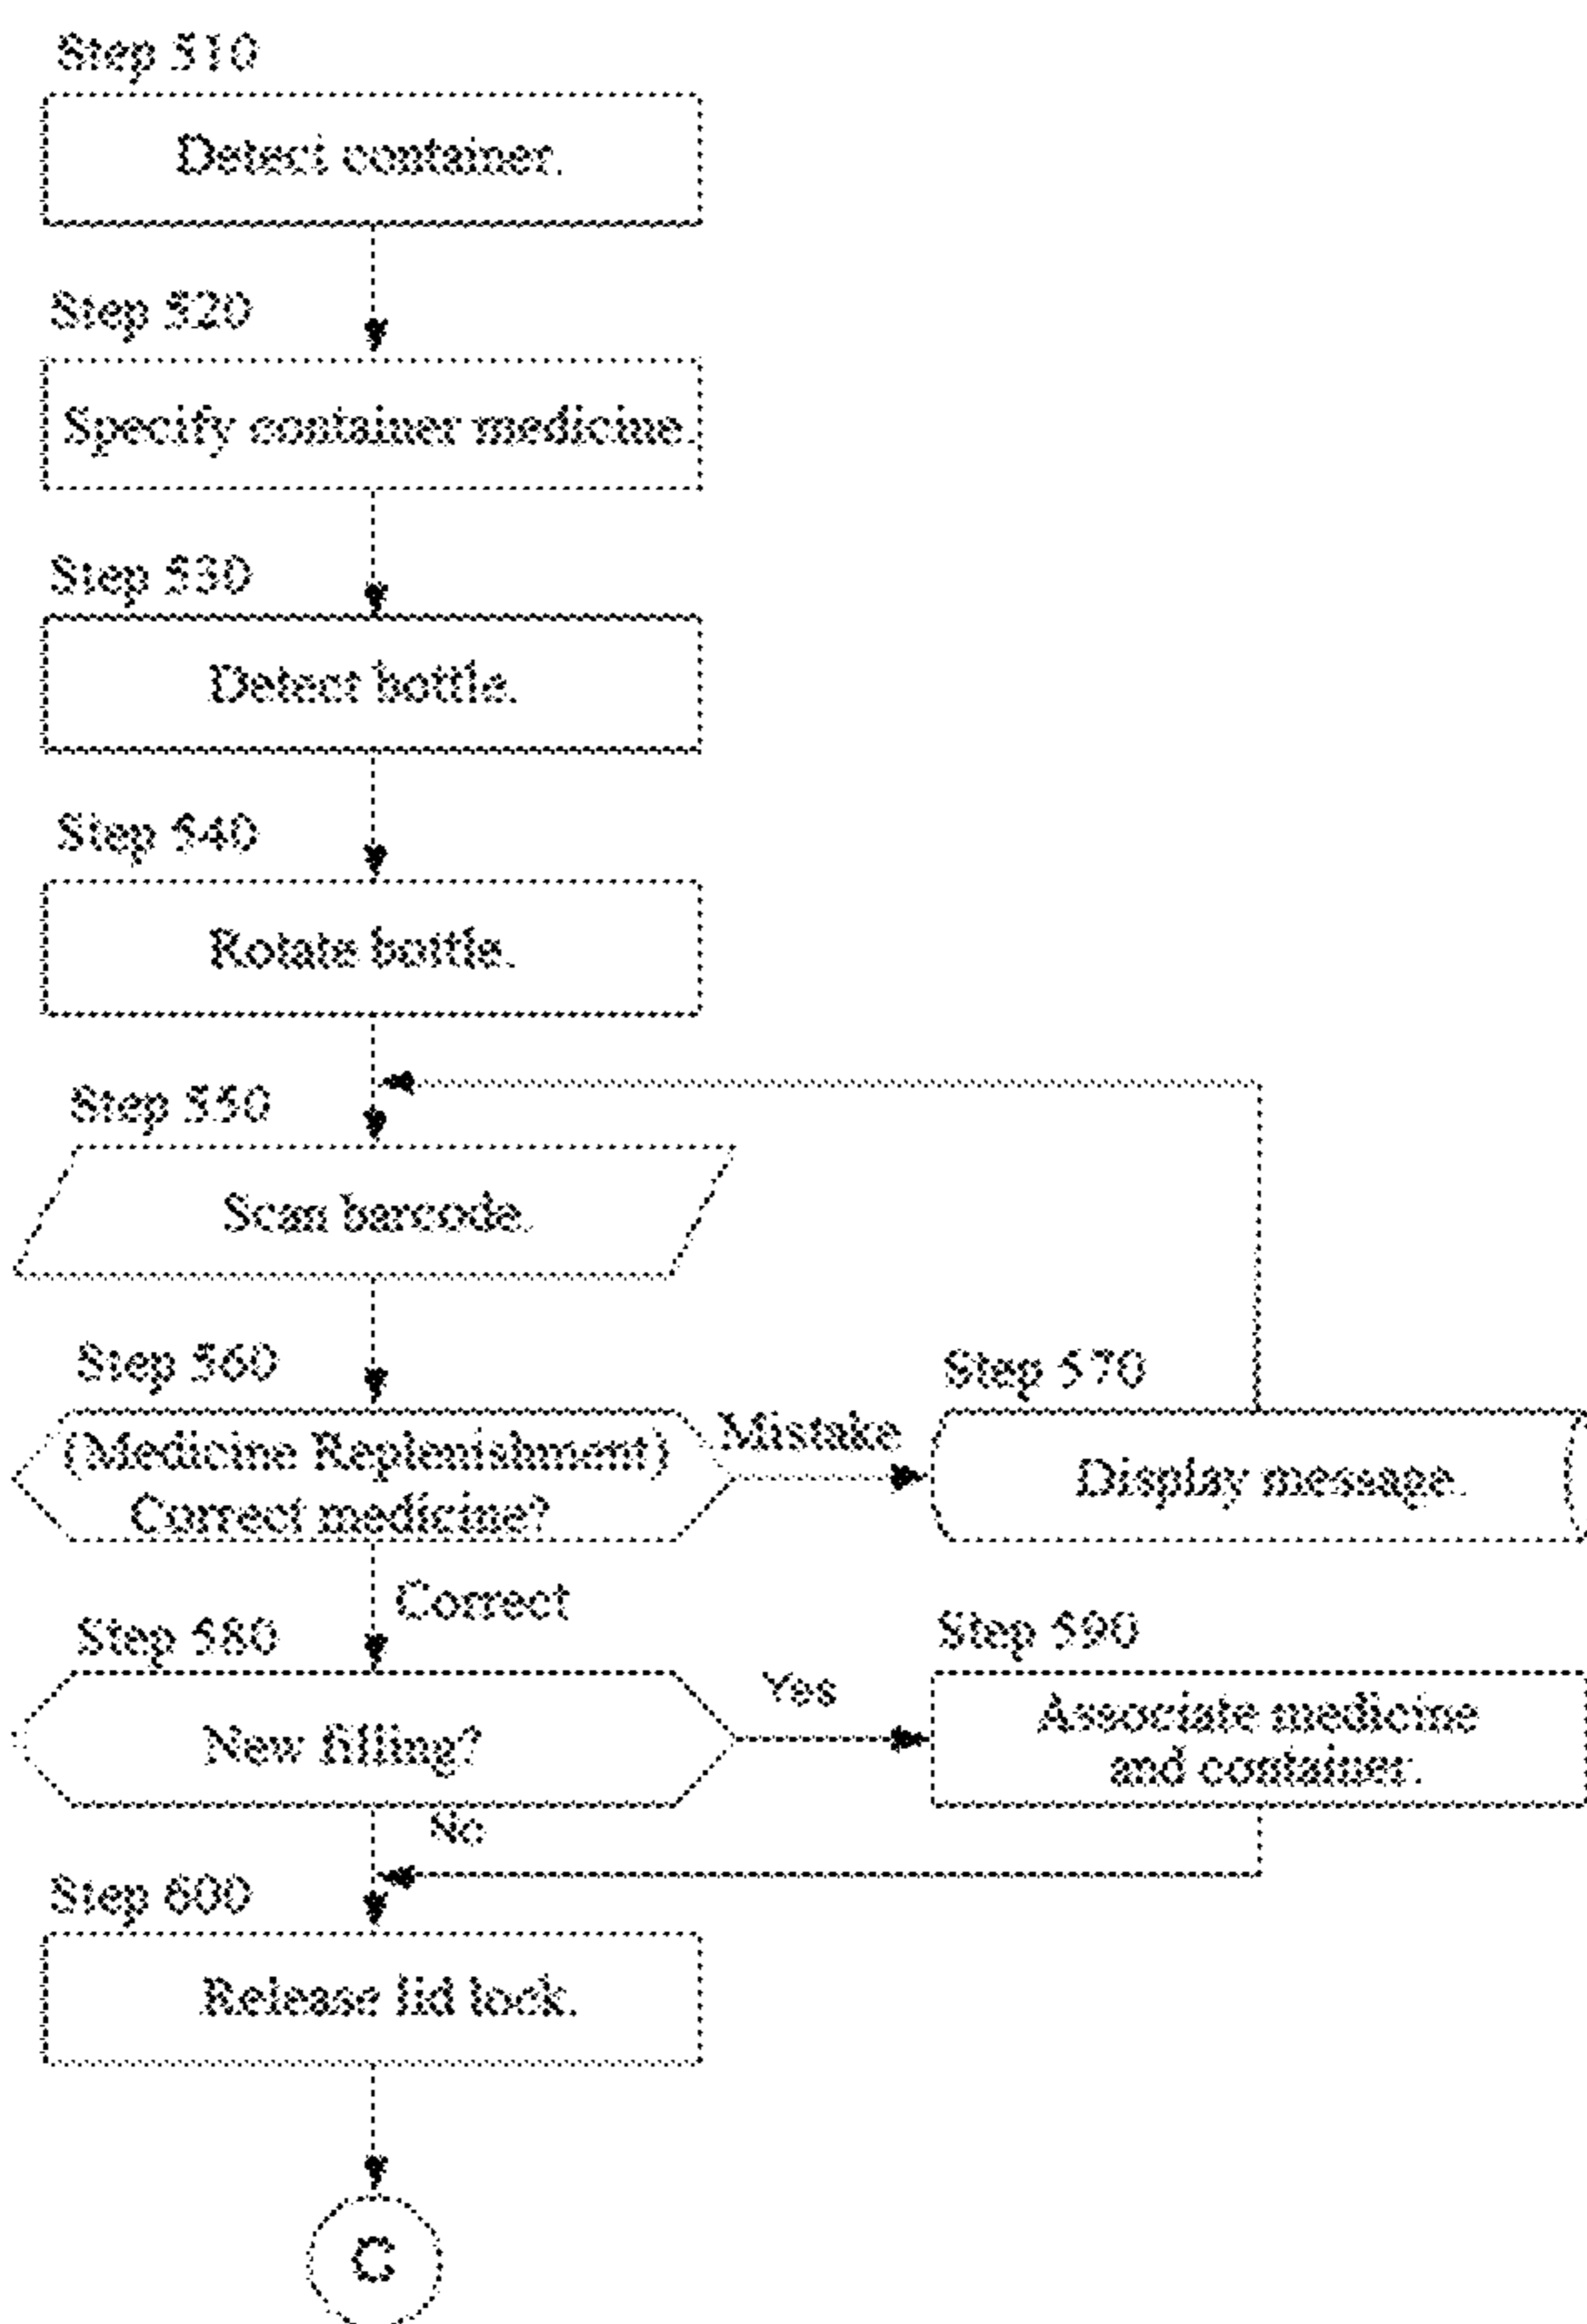 Step 510
Detect container.
Step 520
Specify container medicine.
Step 530
Detect bottle.
Step 540
Rotate bottle.
Step 550
Scan barcode.
Step 560
(Medicine Replenishment)
Correct medicine?
Mistake
Step 570
Display message.
Correct
Step 580
New filling?
Yes
Step 590
Associate medicine
and container.
No
Step 600
Release lid lock.
C